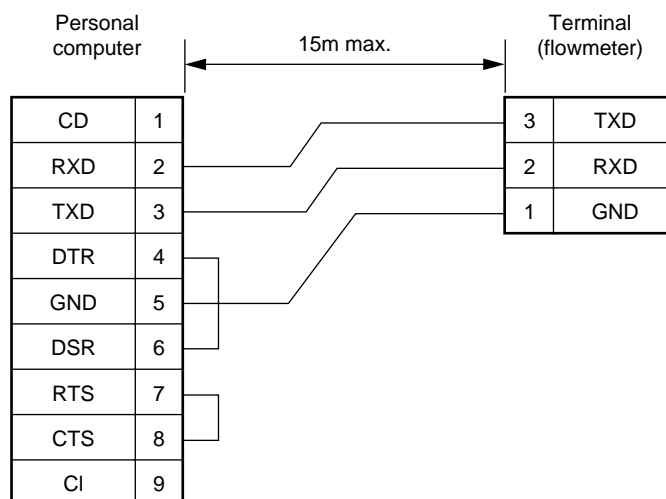 Personal
computer
15m max.
Terminal
(flowmeter)
CD 1
RXD 2
TXD 3
DTR 4
GND 5
DSR 6
RTS 7
CTS 8
CI 9
3 TXD
2 RXD
1 GND